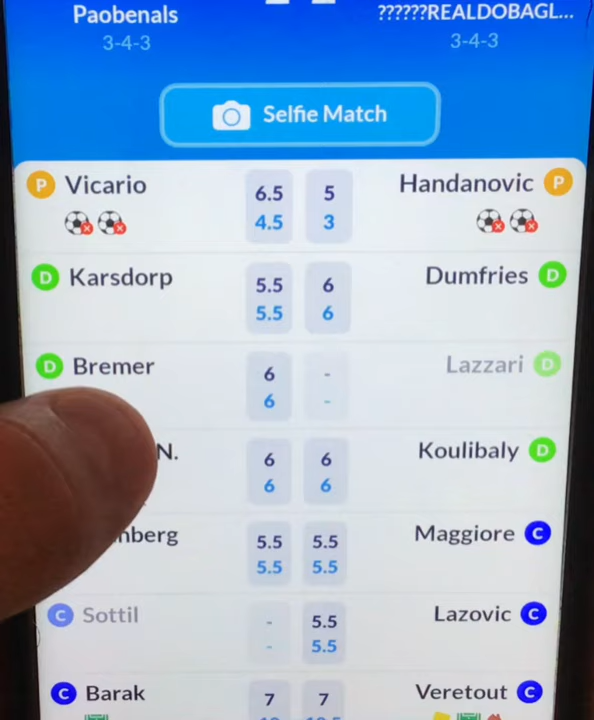 Paobenals ??????REALDOBAGL...
3-4-3 3-4-3
Selfie Match
P Vicario 6.5 5 Handanovic P
4.5 3
D Karsdorp 5.5 6 Dumfries D
5.5 6
D Bremer 6 - Lazzari D
6 -
N. 6 6 Koulibaly D
6 6
nberg 5.5 5.5 Maggiore C
5.5 5.5
C Sottil - 5.5 Lazovic C
- 5.5
C Barak 7 7 Veretout C